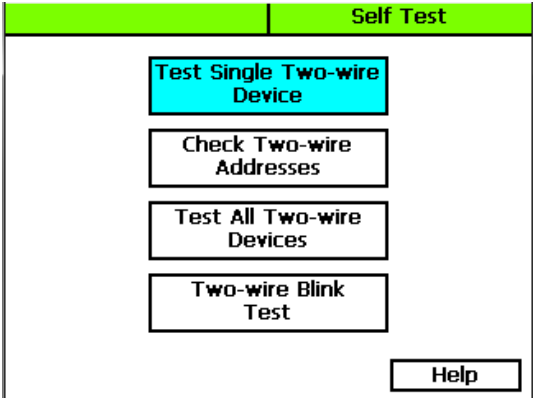 Self Test
Test Single Two-wire
Device
Check Two-wire
Addresses
Test All Two-wire
Devices
Two-wire Blink
Test
Help